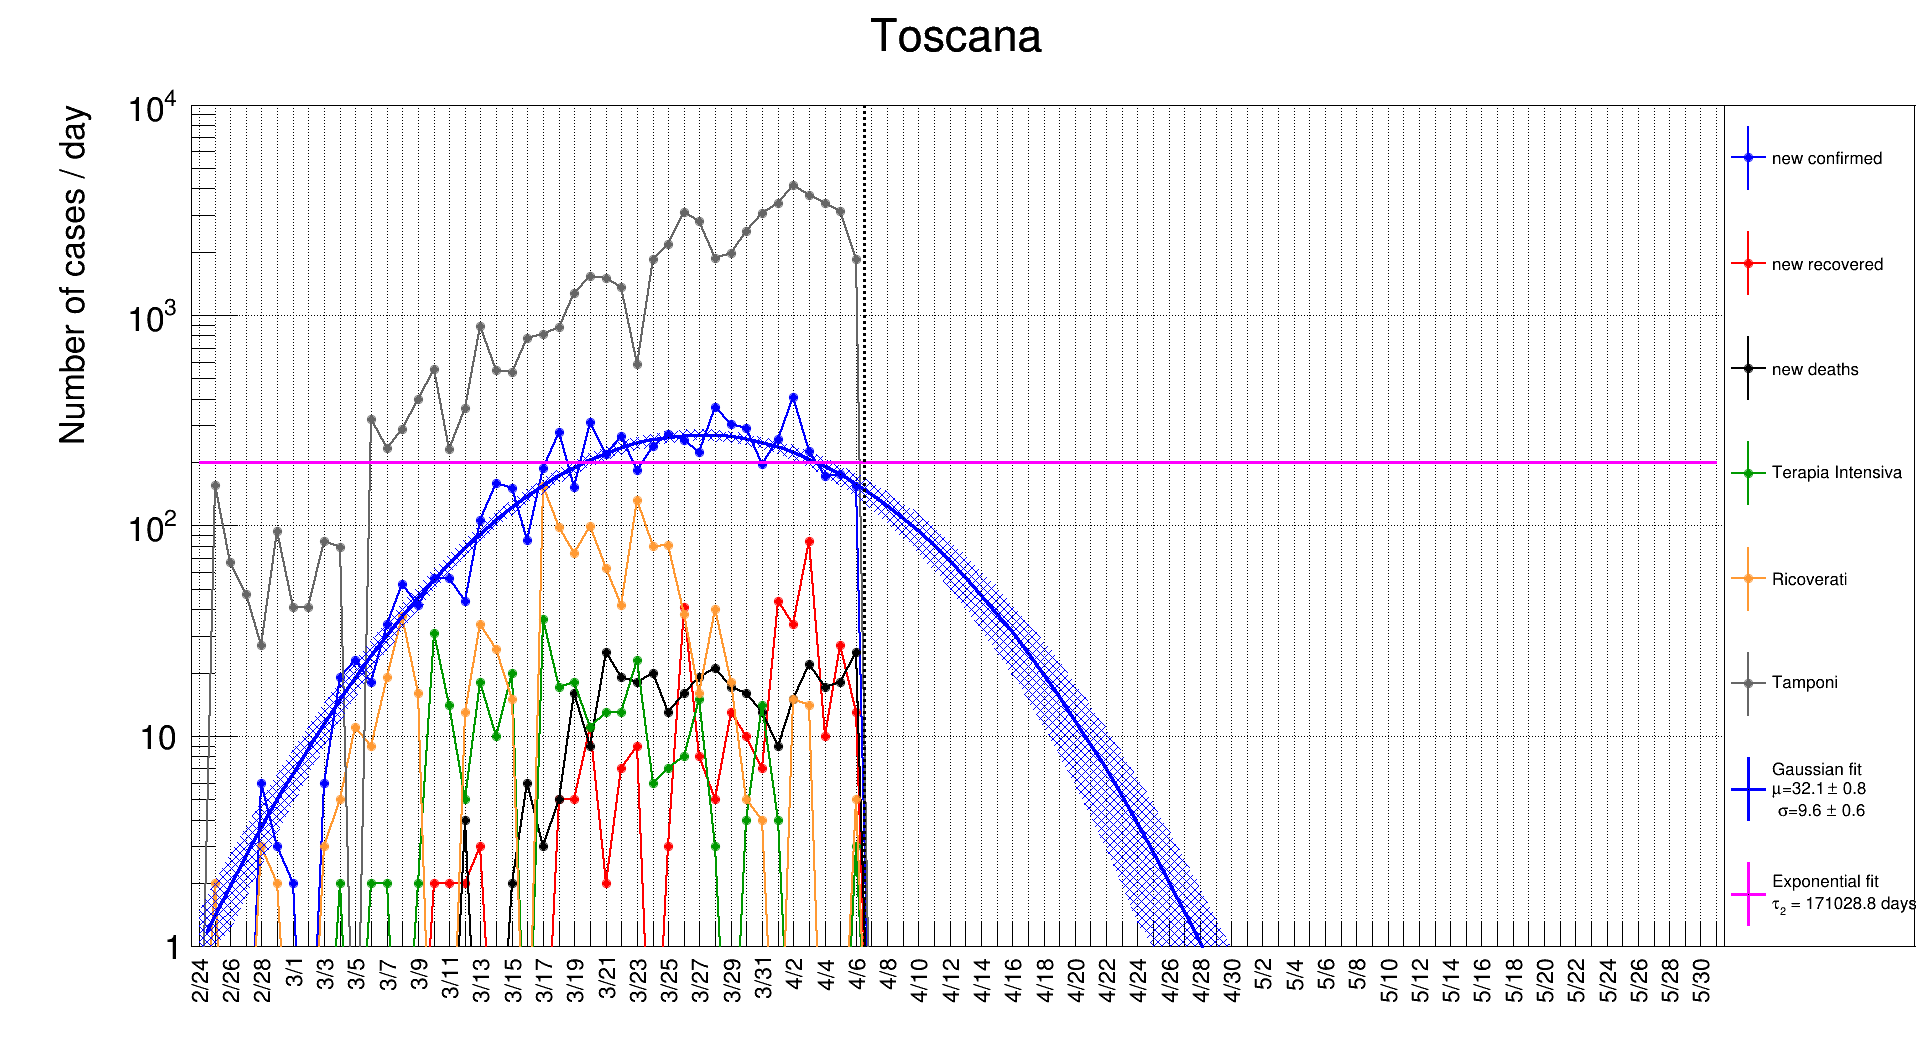 Toscana
Number of cases / day
10^4
10^3
10^2
10
1
2/24 2/26 2/28 3/1 3/3 3/5 3/7 3/9 3/11 3/13 3/15 3/17 3/19 3/21 3/23 3/25 3/27 3/29 3/31 4/2 4/4 4/6 4/8 4/10 4/12 4/14 4/16 4/18 4/20 4/22 4/24 4/26 4/28 4/30 5/2 5/4 5/6 5/8 5/10 5/12 5/14 5/16 5/18 5/20 5/22 5/24 5/26 5/28 5/30
new confirmed
new recovered
new deaths
Terapia Intensiva
Ricoverati
Tamponi
Gaussian fit
μ=32.1 ± 0.8
σ=9.6 ± 0.6
Exponential fit
τ_2 = 171028.8 days